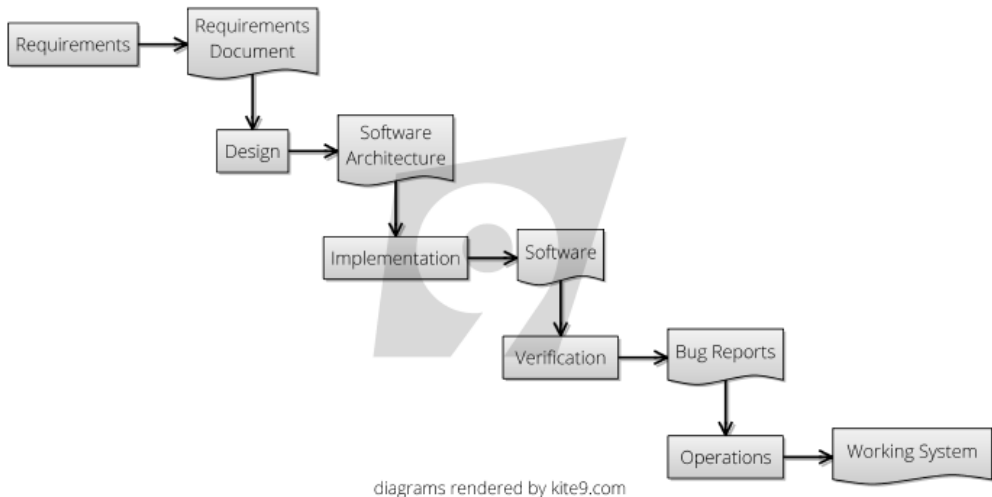 Requirements
Requirements
Document
Design
Software
Architecture
Implementation
Software
Verification
Bug Reports
Operations
Working System
diagrams rendered by kite9.com